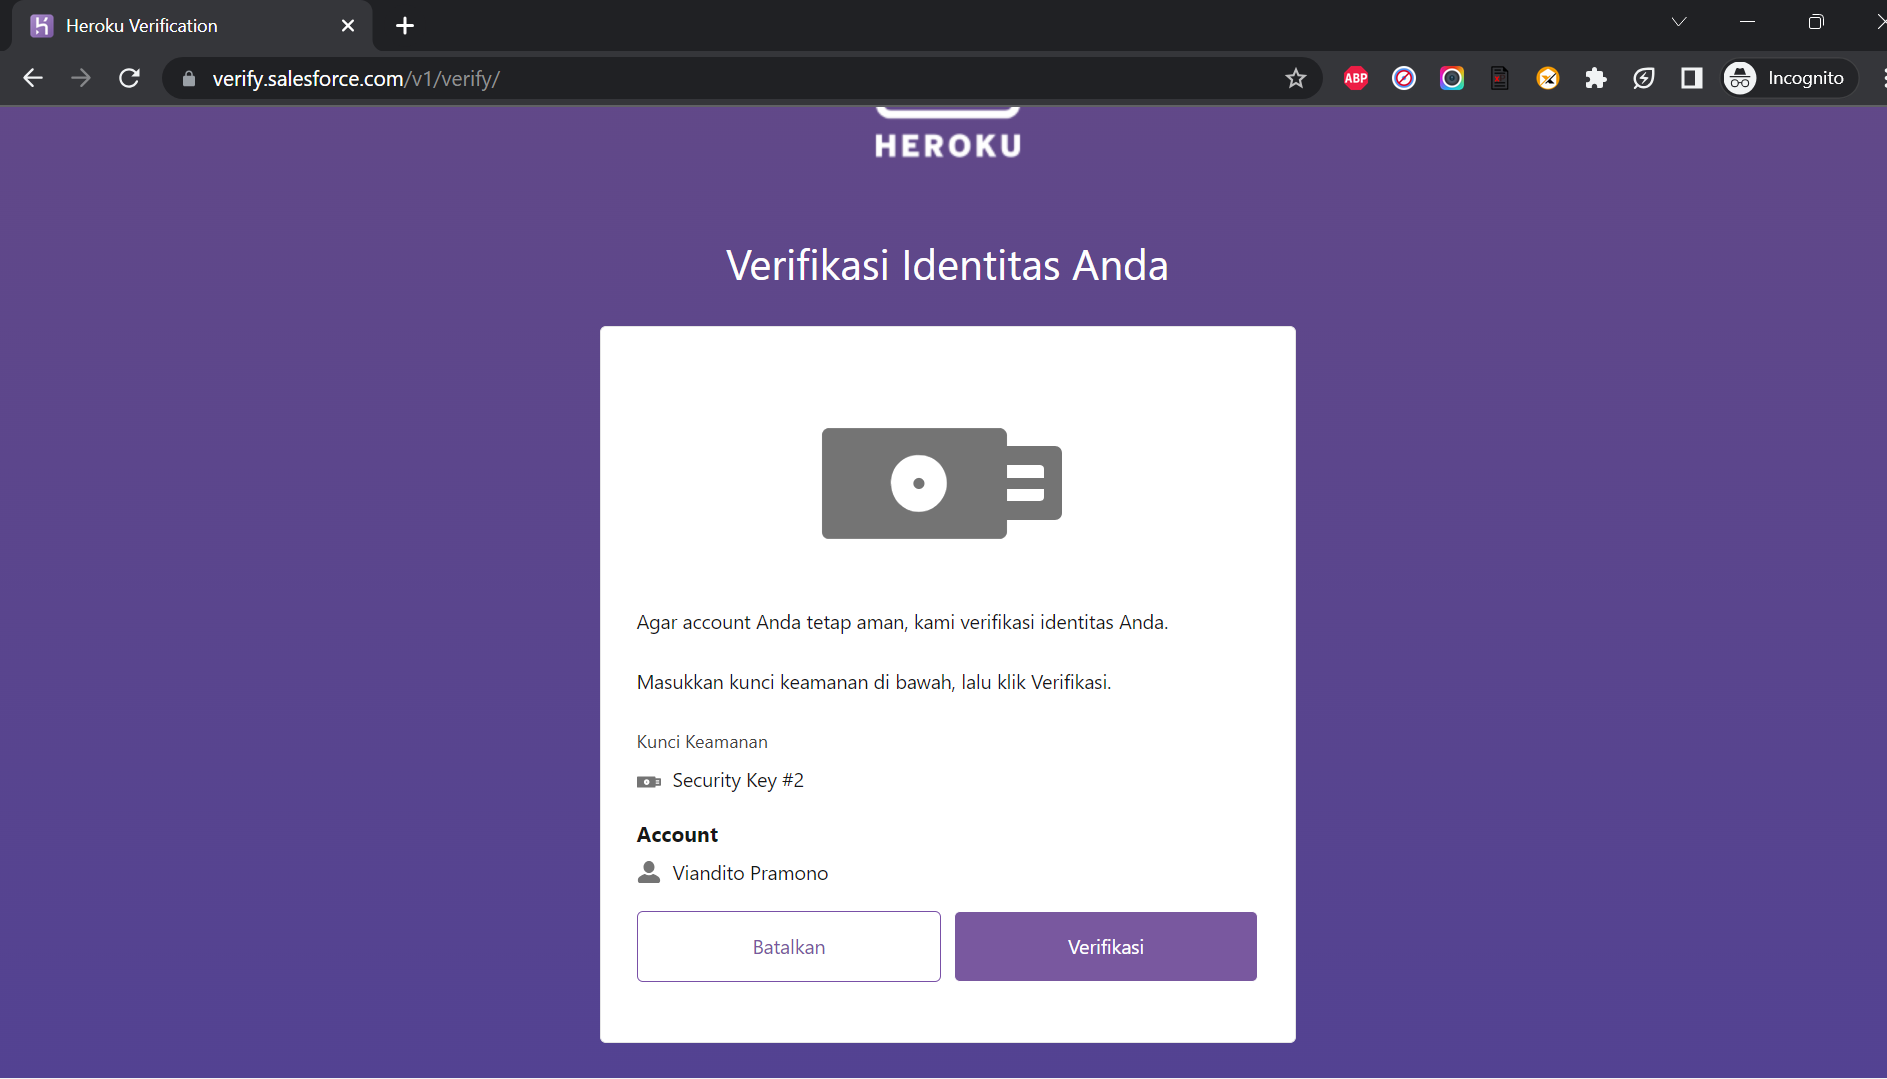 Heroku Verification
verify.salesforce.com/v1/verify/
ABP
Incognito
HEROKU
Verifikasi Identitas Anda
Agar account Anda tetap aman, kami verifikasi identitas Anda.
Masukkan kunci keamanan di bawah, lalu klik Verifikasi.
Kunci Keamanan
Security Key #2
Account
Viandito Pramono
Batalkan
Verifikasi